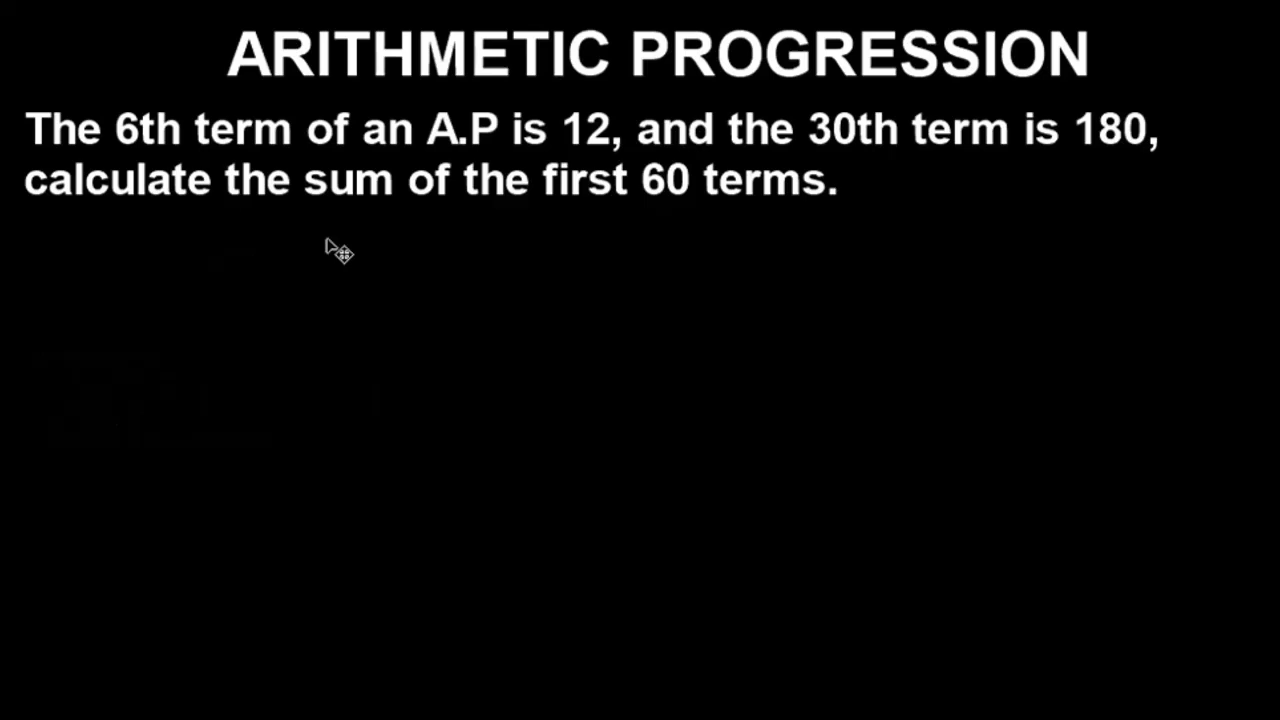 ARITHMETIC PROGRESSION
The 6th term of an A.P is 12, and the 30th term is 180,
calculate the sum of the first 60 terms.